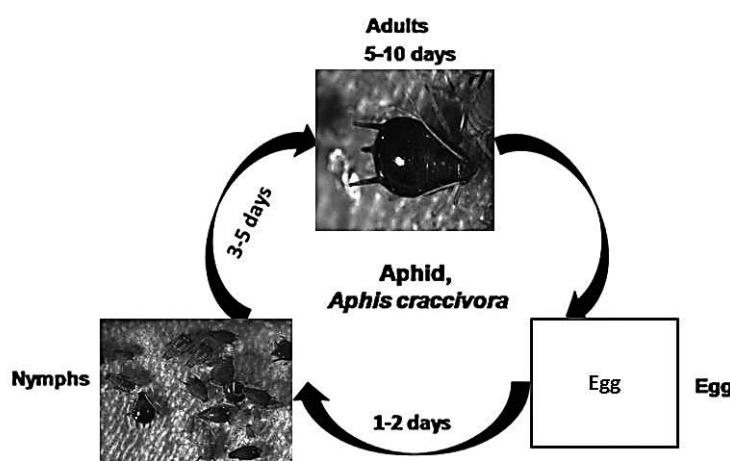 Adults
5-10 days
3-5 days
Aphid,
Aphis craccivora
Nymphs
Egg
Egg
1-2 days